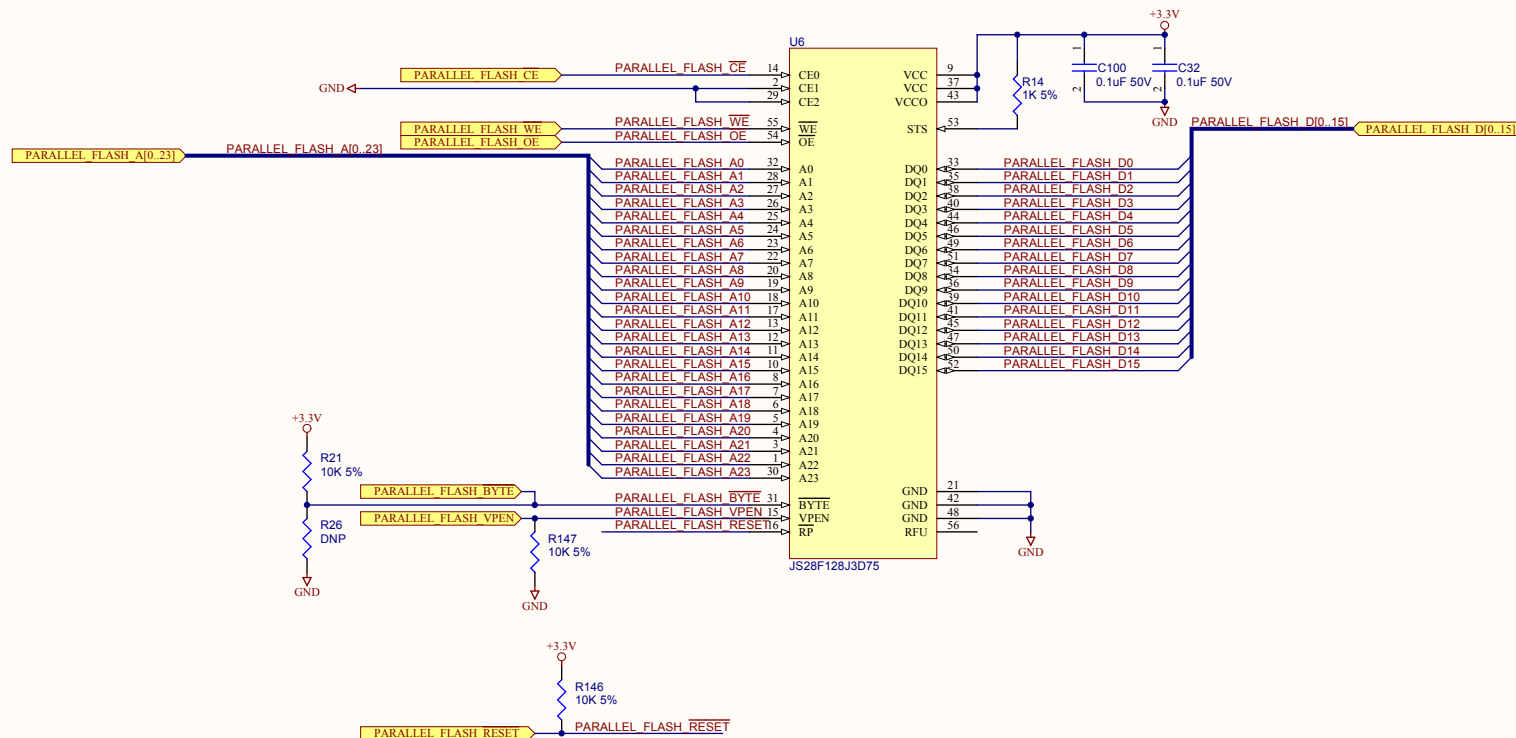 +3.3V
U6
PARALLEL_FLASH_CE
PARALLEL_FLASH_CE
14
CE0
VCC
9
GND
2
CE1
VCC
37
29
CE2
VCCO
43
R14
1K 5%
1
C100
0.1uF 50V
2
1
C32
0.1uF 50V
2
GND
PARALLEL_FLASH_WE
PARALLEL_FLASH_WE
55
WE
STS
53
PARALLEL_FLASH_OE
PARALLEL_FLASH_OE
54
OE
PARALLEL_FLASH_D[0..15]
PARALLEL_FLASH_D[0..15]
PARALLEL_FLASH_A[0..23]
PARALLEL_FLASH_A[0..23]
PARALLEL_FLASH_A0 32 A0 DQ0 33 PARALLEL_FLASH_D0
PARALLEL_FLASH_A1 28 A1 DQ1 35 PARALLEL_FLASH_D1
PARALLEL_FLASH_A2 27 A2 DQ2 38 PARALLEL_FLASH_D2
PARALLEL_FLASH_A3 26 A3 DQ3 40 PARALLEL_FLASH_D3
PARALLEL_FLASH_A4 25 A4 DQ4 44 PARALLEL_FLASH_D4
PARALLEL_FLASH_A5 24 A5 DQ5 46 PARALLEL_FLASH_D5
PARALLEL_FLASH_A6 23 A6 DQ6 49 PARALLEL_FLASH_D6
PARALLEL_FLASH_A7 22 A7 DQ7 51 PARALLEL_FLASH_D7
PARALLEL_FLASH_A8 20 A8 DQ8 34 PARALLEL_FLASH_D8
PARALLEL_FLASH_A9 19 A9 DQ9 36 PARALLEL_FLASH_D9
PARALLEL_FLASH_A10 18 A10 DQ10 39 PARALLEL_FLASH_D10
PARALLEL_FLASH_A11 17 A11 DQ11 41 PARALLEL_FLASH_D11
PARALLEL_FLASH_A12 13 A12 DQ12 45 PARALLEL_FLASH_D12
PARALLEL_FLASH_A13 12 A13 DQ13 47 PARALLEL_FLASH_D13
PARALLEL_FLASH_A14 11 A14 DQ14 50 PARALLEL_FLASH_D14
PARALLEL_FLASH_A15 10 A15 DQ15 52 PARALLEL_FLASH_D15
PARALLEL_FLASH_A16 8 A16
PARALLEL_FLASH_A17 7 A17
PARALLEL_FLASH_A18 6 A18
PARALLEL_FLASH_A19 5 A19
PARALLEL_FLASH_A20 4 A20
PARALLEL_FLASH_A21 3 A21
PARALLEL_FLASH_A22 1 A22
PARALLEL_FLASH_A23 30 A23
+3.3V
R21
10K 5%
PARALLEL_FLASH_BYTE
PARALLEL_FLASH_BYTE 31 BYTE
PARALLEL_FLASH_VPEN
PARALLEL_FLASH_VPEN 15 VPEN
PARALLEL_FLASH_RESET 16 RP
GND 21
GND 42
GND 48
RFU 56
GND
R26
DNP
GND
R147
10K 5%
GND
JS28F128J3D75
+3.3V
R146
10K 5%
PARALLEL_FLASH_RESET
PARALLEL_FLASH_RESET